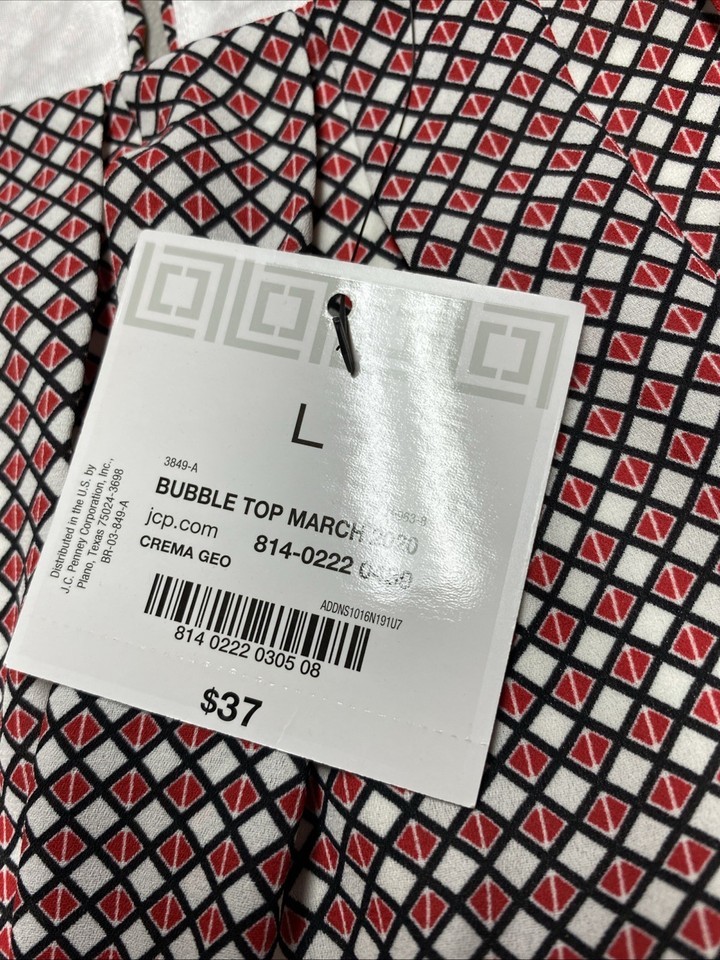 L
3849-A
BUBBLE TOP MARCH 2020
jcp.com 814-0222
CREMA GEO
ADDNS1016N191U7
814 0222 0305 08
$37
Distributed in the U.S. by
J.C. Penney Corporation, Inc.,
Plano, Texas 75024-3698
BR-03-849-A